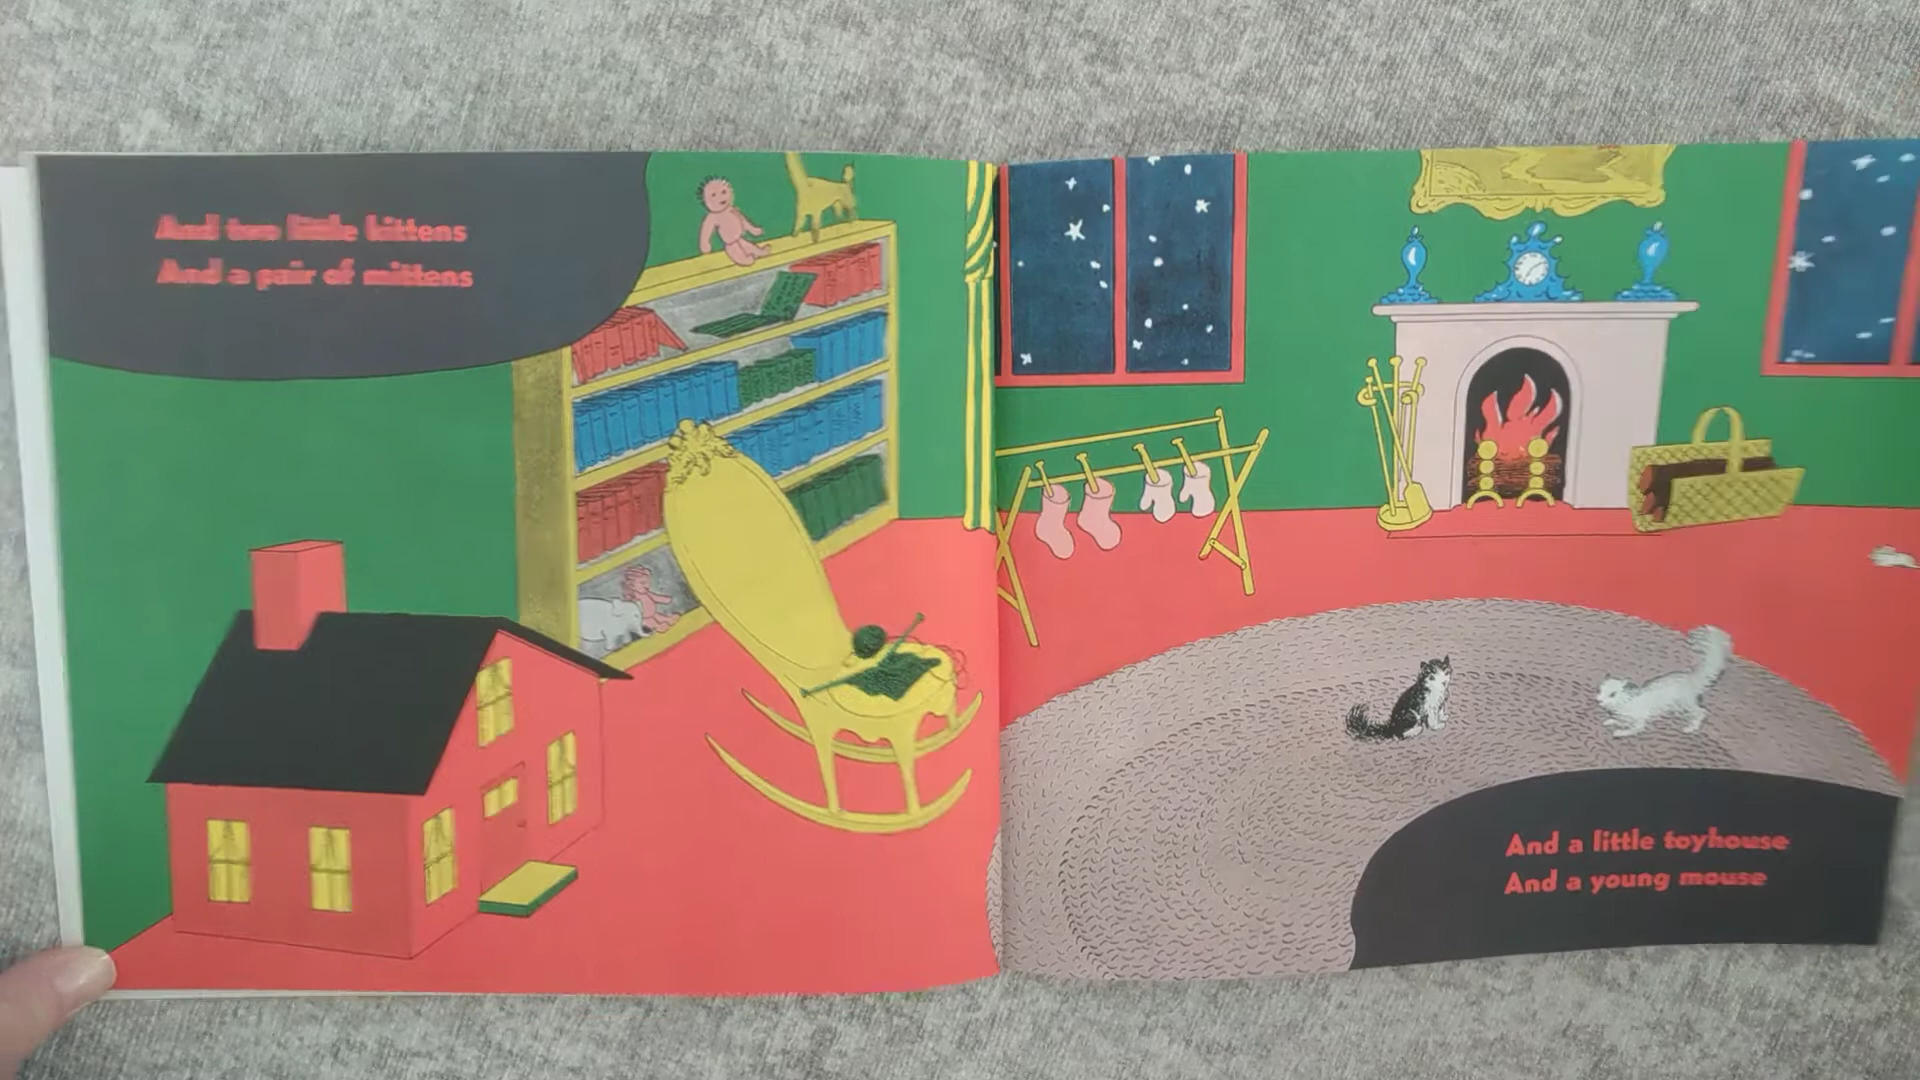 And two little kittens
And a pair of mittens
And a little toyhouse
And a young mouse